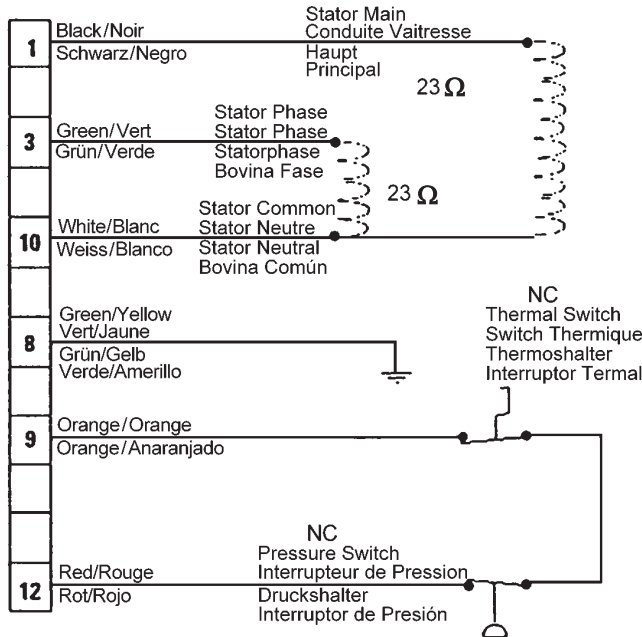 Stator Main
Conduite Vaitresse
Haupt
Principal
1
Black/Noir
Schwarz/Negro
23 Ω
Stator Phase
Stator Phase
Statorphase
Bovina Fase
3
Green/Vert
Grün/Verde
23 Ω
Stator Common
Stator Neutre
Stator Neutral
Bovina Común
10
White/Blanc
Weiss/Blanco
NC
Thermal Switch
Switch Thermique
Thermoshalter
Interruptor Termal
8
Green/Yellow
Vert/Jaune
Grün/Gelb
Verde/Amerillo
9
Orange/Orange
Orange/Anaranjado
NC
Pressure Switch
Interrupteur de Pression
Druckshalter
Interruptor de Presión
12
Red/Rouge
Rot/Rojo